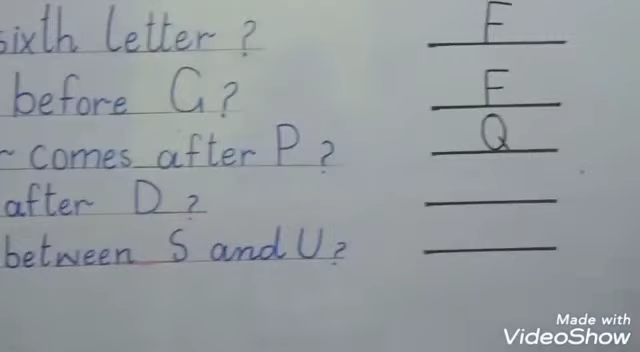 sixth letter ? F
before G? F
r comes after P ? Q
after D ?
between S and U?
Made with
VideoShow